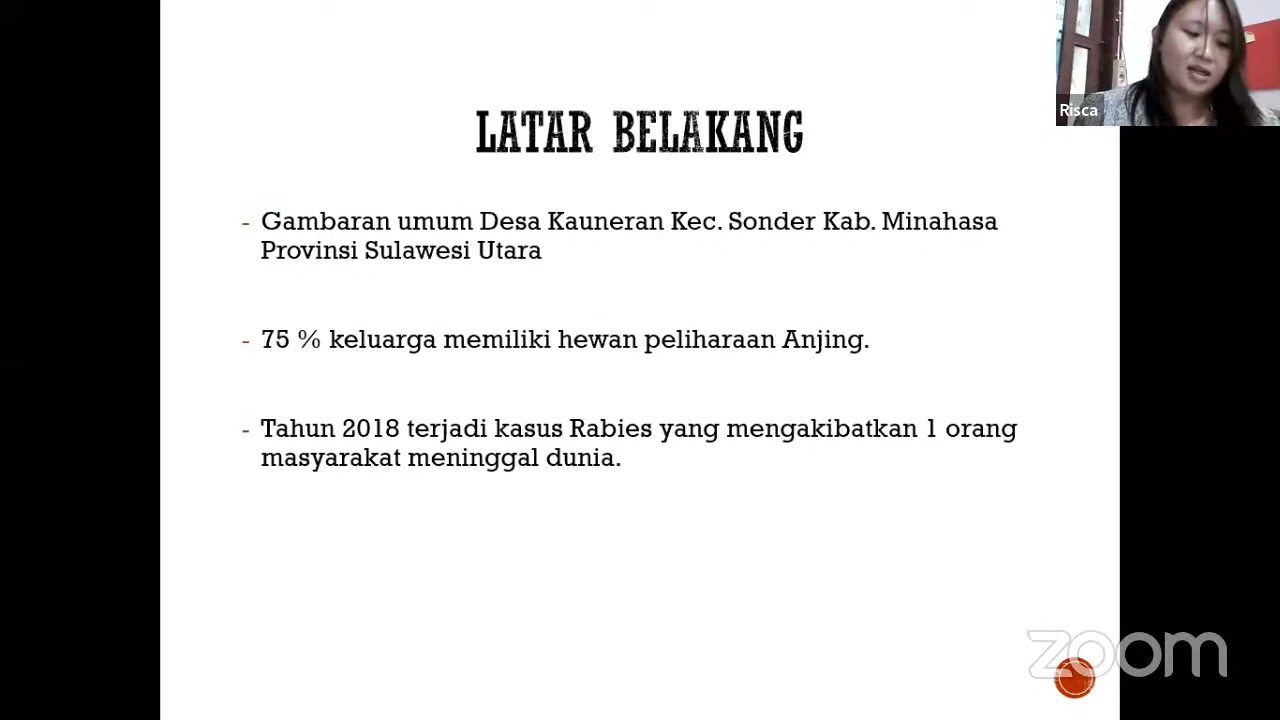 Risca
LATAR BELAKANG
- Gambaran umum Desa Kauneran Kec. Sonder Kab. Minahasa
Provinsi Sulawesi Utara
- 75 % keluarga memiliki hewan peliharaan Anjing.
- Tahun 2018 terjadi kasus Rabies yang mengakibatkan 1 orang
masyarakat meninggal dunia.
zoom